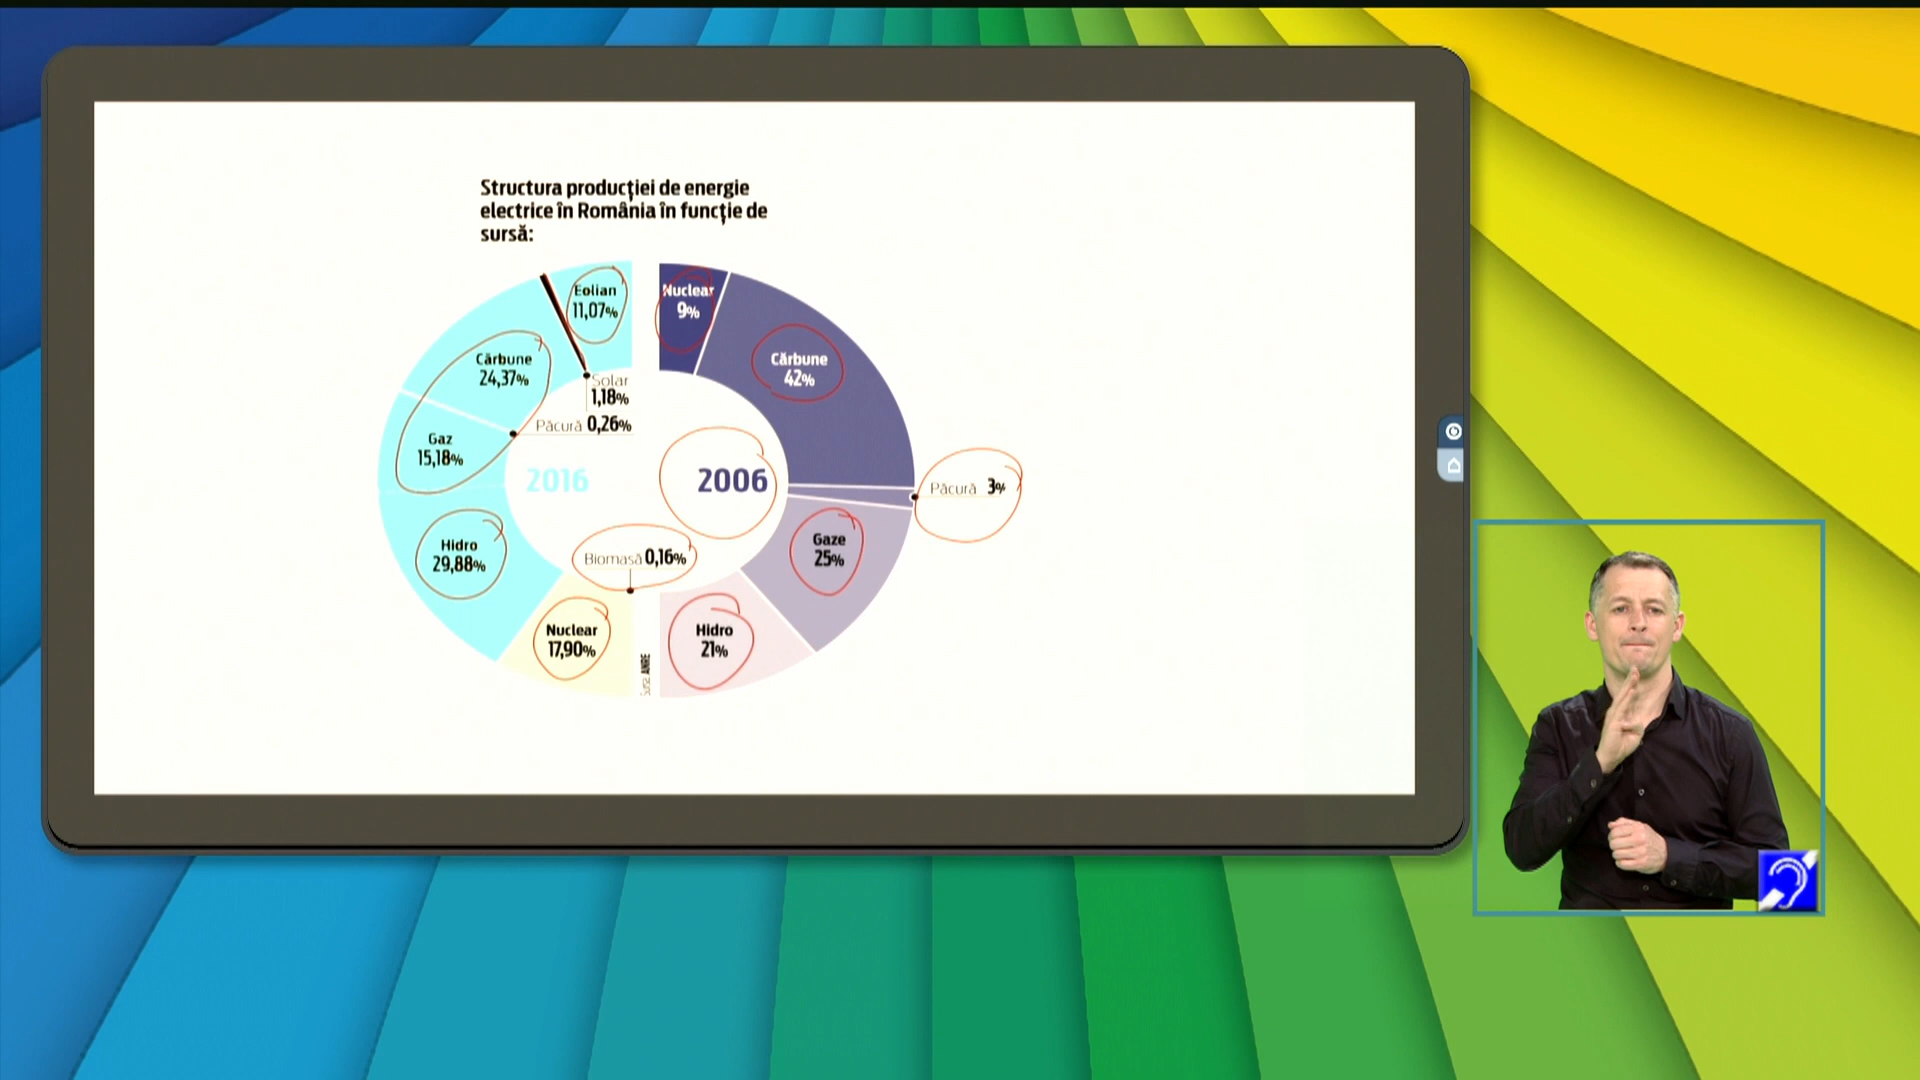 Structura producției de energie
electrice în România în funcție de
sursă:
Eolian
11,07%
Nuclear
9%
Cărbune
24,37%
Cărbune
42%
Solar
1,18%
Păcură 0,26%
Gaz
15,18%
2016
2006
Păcură 3%
Hidro
29,88%
Biomasă 0,16%
Gaze
25%
Nuclear
17,90%
Hidro
21%
ANRE